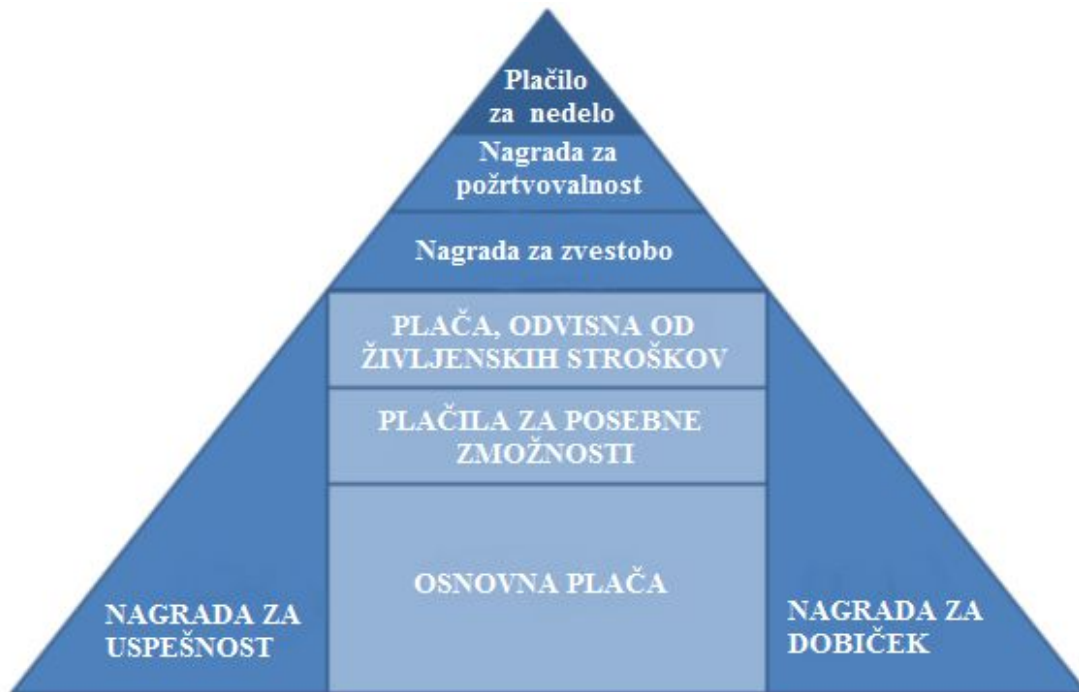 Plačilo
za nedelo
Nagrada za
požrtvovalnost
Nagrada za zvestobo
PLAČA, ODVISNA OD
ŽIVLJENSKIH STROŠKOV
PLAČILA ZA POSEBNE
ZMOŽNOSTI
OSNOVNA PLAČA
NAGRADA ZA
USPEŠNOST
NAGRADA ZA
DOBIČEK